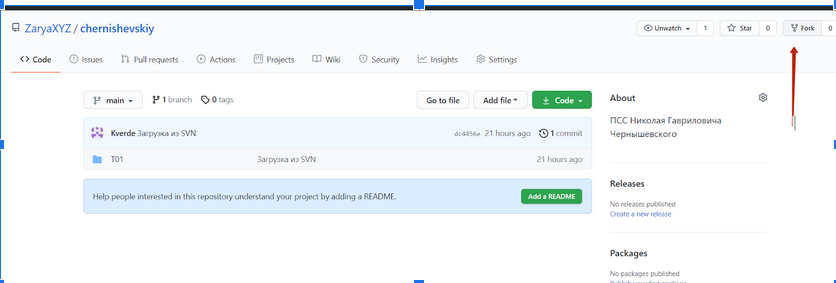 ZaryaXYZ / chernishevskiy
Unwatch 1 Star 0 Fork 0
Code Issues Pull requests Actions Projects Wiki Security Insights Settings
main 1 branch 0 tags Go to file Add file Code
About
ПСС Николая Гавриловича
Чернышевского
Kverde Загрузка из SVN dc4456e 21 hours ago 1 commit
T01 Загрузка из SVN 21 hours ago
Help people interested in this repository understand your project by adding a README. Add a README
Releases
No releases published
Create a new release
Packages
No packages published
Publish your first package